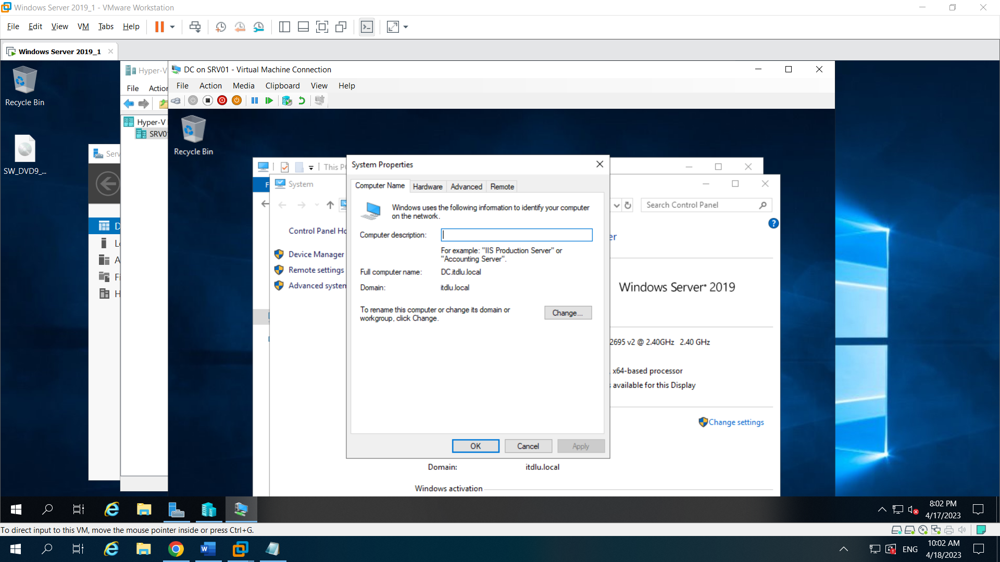 Windows Server 2019_1 - VMware Workstation
File Edit View VM Tabs Help
Windows Server 2019_1
Recycle Bin
SW_DVD9_...
Hyper-V
File Action
Hyper-V
SRV01
Serv
DC on SRV01 - Virtual Machine Connection
File Action Media Clipboard View Help
Recycle Bin
This PC
F
System
Search Control Panel
Control Panel Ho
Device Manager
Remote settings
Advanced system
er
Windows Server® 2019
2695 v2 @ 2.40GHz 2.40 GHz
x64-based processor
available for this Display
Change settings
System Properties
Computer Name Hardware Advanced Remote
Windows uses the following information to identify your computer
on the network.
Computer description:
For example: "IIS Production Server" or
"Accounting Server".
Full computer name: DC.itdlu.local
Domain: itdlu.local
To rename this computer or change its domain or
workgroup, click Change.
Change...
OK Cancel Apply
Domain: itdlu.local
Windows activation
D
Lo
A
Fi
H
8:02 PM
4/17/2023
To direct input to this VM, move the mouse pointer inside or press Ctrl+G.
ENG
10:02 AM
4/18/2023